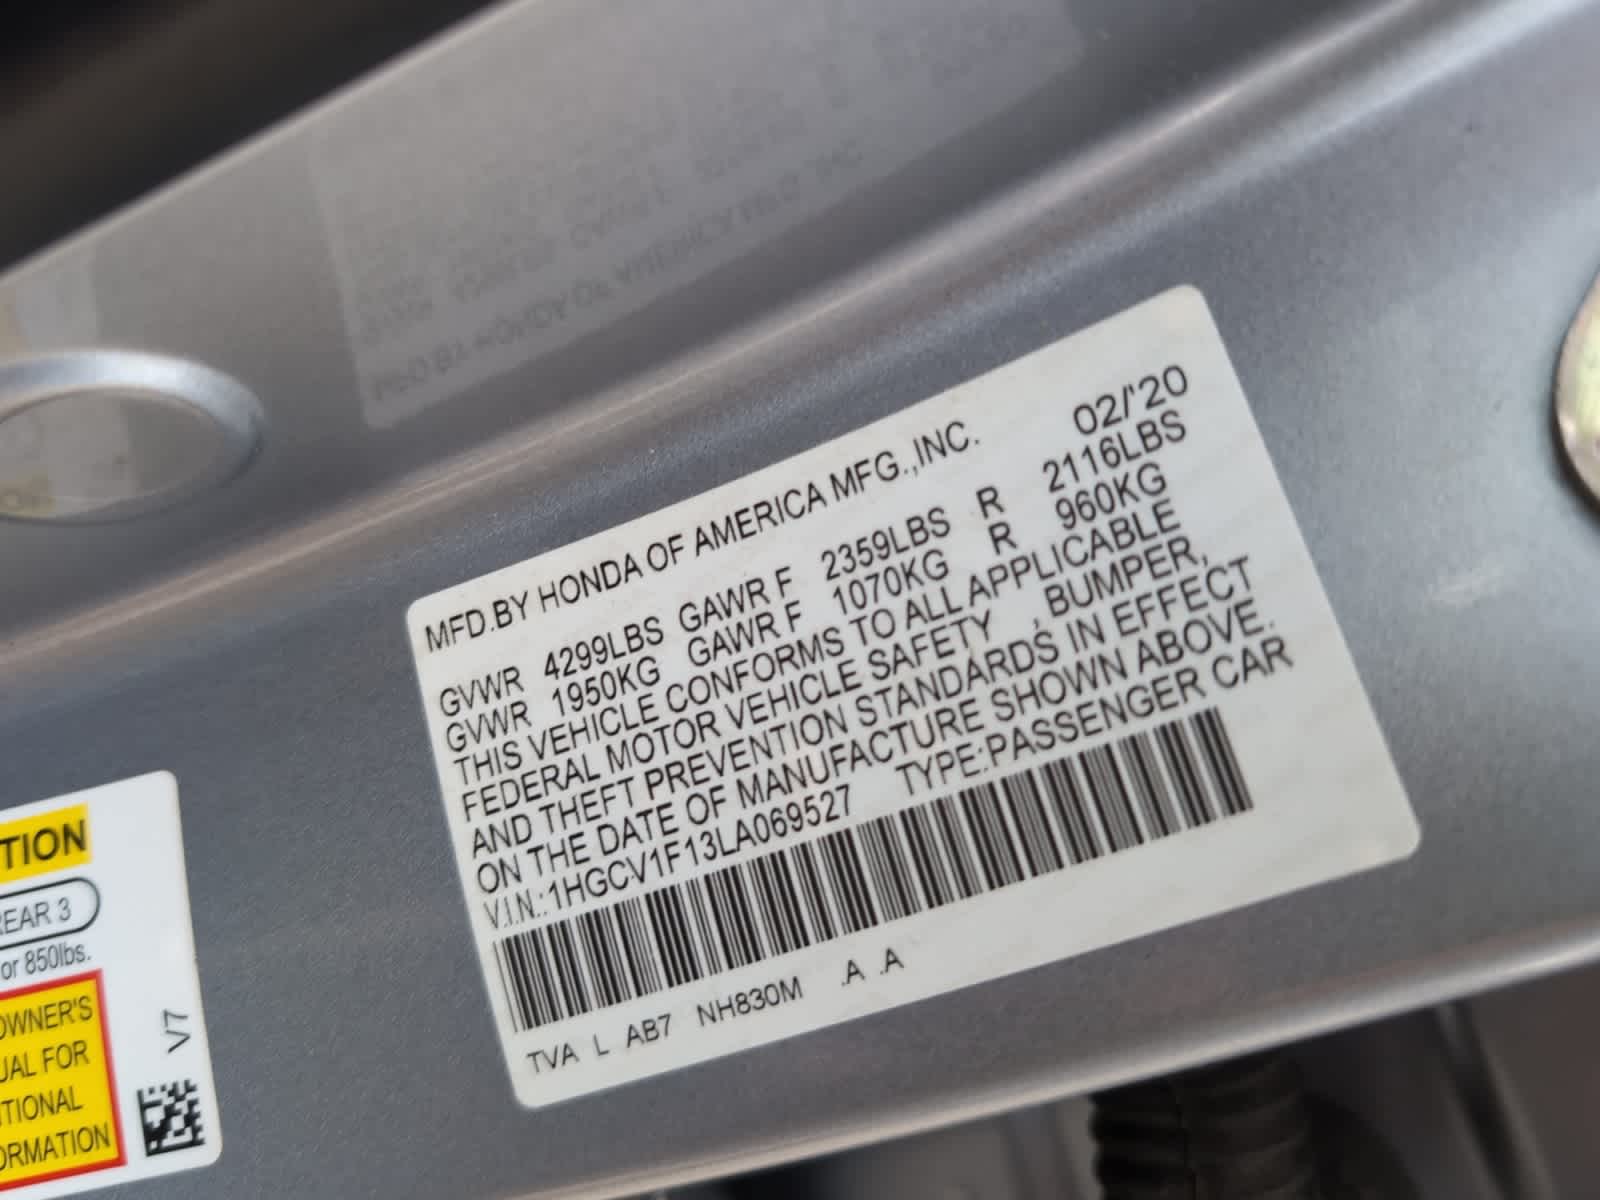 MFD.BY HONDA OF AMERICA MFG.,INC. 02/'20
GVWR 4299LBS GAWR F 2359LBS R 2116LBS
GVWR 1950KG GAWR F 1070KG R 960KG
THIS VEHICLE CONFORMS TO ALL APPLICABLE
FEDERAL MOTOR VEHICLE SAFETY , BUMPER,
AND THEFT PREVENTION STANDARDS IN EFFECT
ON THE DATE OF MANUFACTURE SHOWN ABOVE.
V.I.N.:1HGCV1F13LA069527 TYPE:PASSENGER CAR
TVA L AB7 NH830M .A .A
TION
REAR 3
or 850lbs.
OWNER'S
UAL FOR
ITIONAL
ORMATION
V7